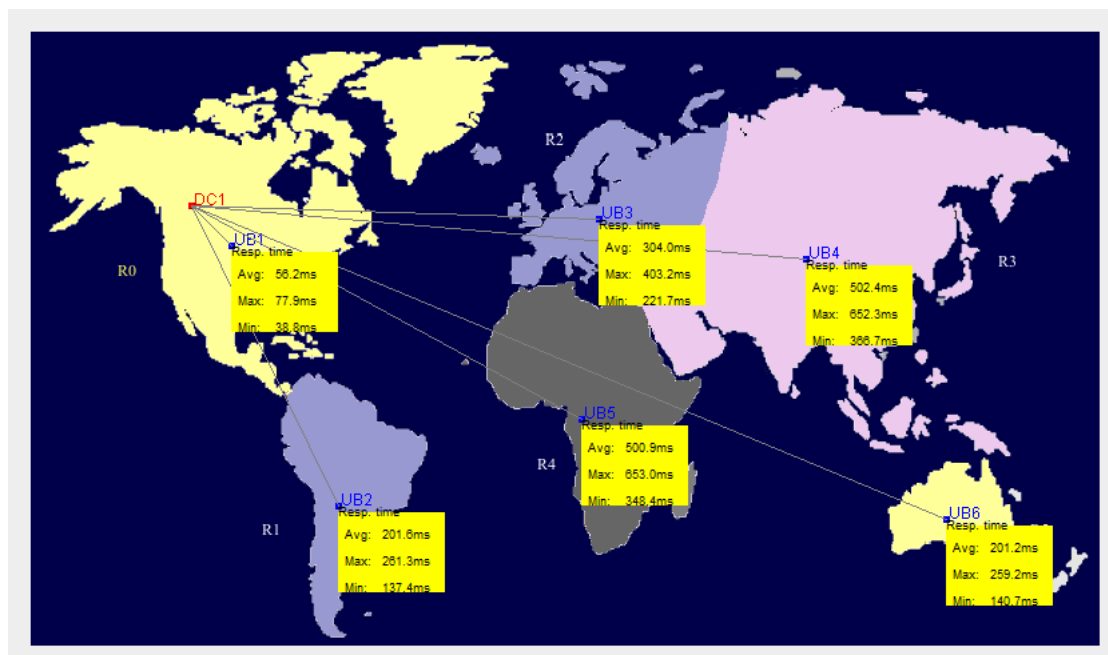 R2
DC1
UB3
Resp. time
Avg: 304.0ms
Max: 403.2ms
Min: 221.7ms
UB1
Resp. time
Avg: 56.2ms
Max: 77.9ms
Min: 38.8ms
R0
UB4
Resp. time
Avg: 502.4ms
Max: 652.3ms
Min: 366.7ms
R3
UB5
Resp. time
Avg: 500.9ms
Max: 653.0ms
Min: 348.4ms
R4
UB2
Resp. time
Avg: 201.6ms
Max: 261.3ms
Min: 137.4ms
R1
UB6
Resp. time
Avg: 201.2ms
Max: 259.2ms
Min: 140.7ms